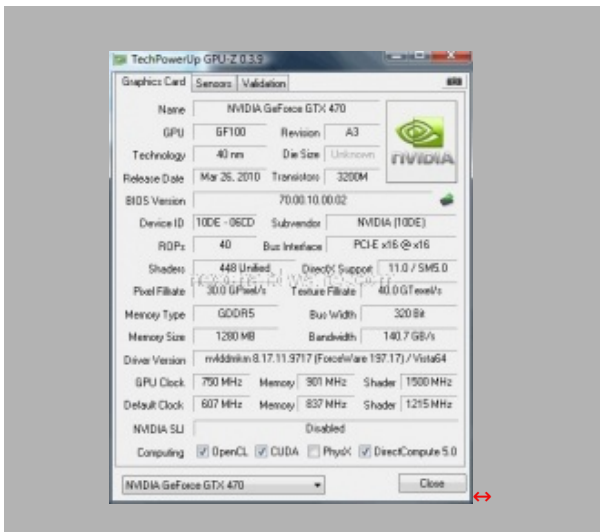 TechPowerUp GPU-Z 0.3.9
Graphics Card Sensors Validation
Name NVIDIA GeForce GTX 470
GPU GF100 Revision A3
Technology 40 nm Die Size Unknown
NVIDIA
Release Date Mar 26, 2010 Transistors 3200M
BIOS Version 70.00.10.00.02
Device ID 10DE - 06CD Subvendor NVIDIA (10DE)
ROPs 40 Bus Interface PCI-E x16 @ x16
Shaders 448 Unified DirectX Support 11.0 / SM5.0
nexthardware.com
Pixel Fillrate 30.0 GPixel/s Texture Fillrate 40.0 GTexel/s
Memory Type GDDR5 Bus Width 320 Bit
Memory Size 1280 MB Bandwidth 140.7 GB/s
Driver Version nvlddmkm 8.17.11.9717 (ForceWare 197.17) / Vista64
GPU Clock 750 MHz Memory 901 MHz Shader 1500 MHz
Default Clock 607 MHz Memory 837 MHz Shader 1215 MHz
NVIDIA SLI Disabled
Computing OpenCL CUDA PhysX DirectCompute 5.0
NVIDIA GeForce GTX 470 Close